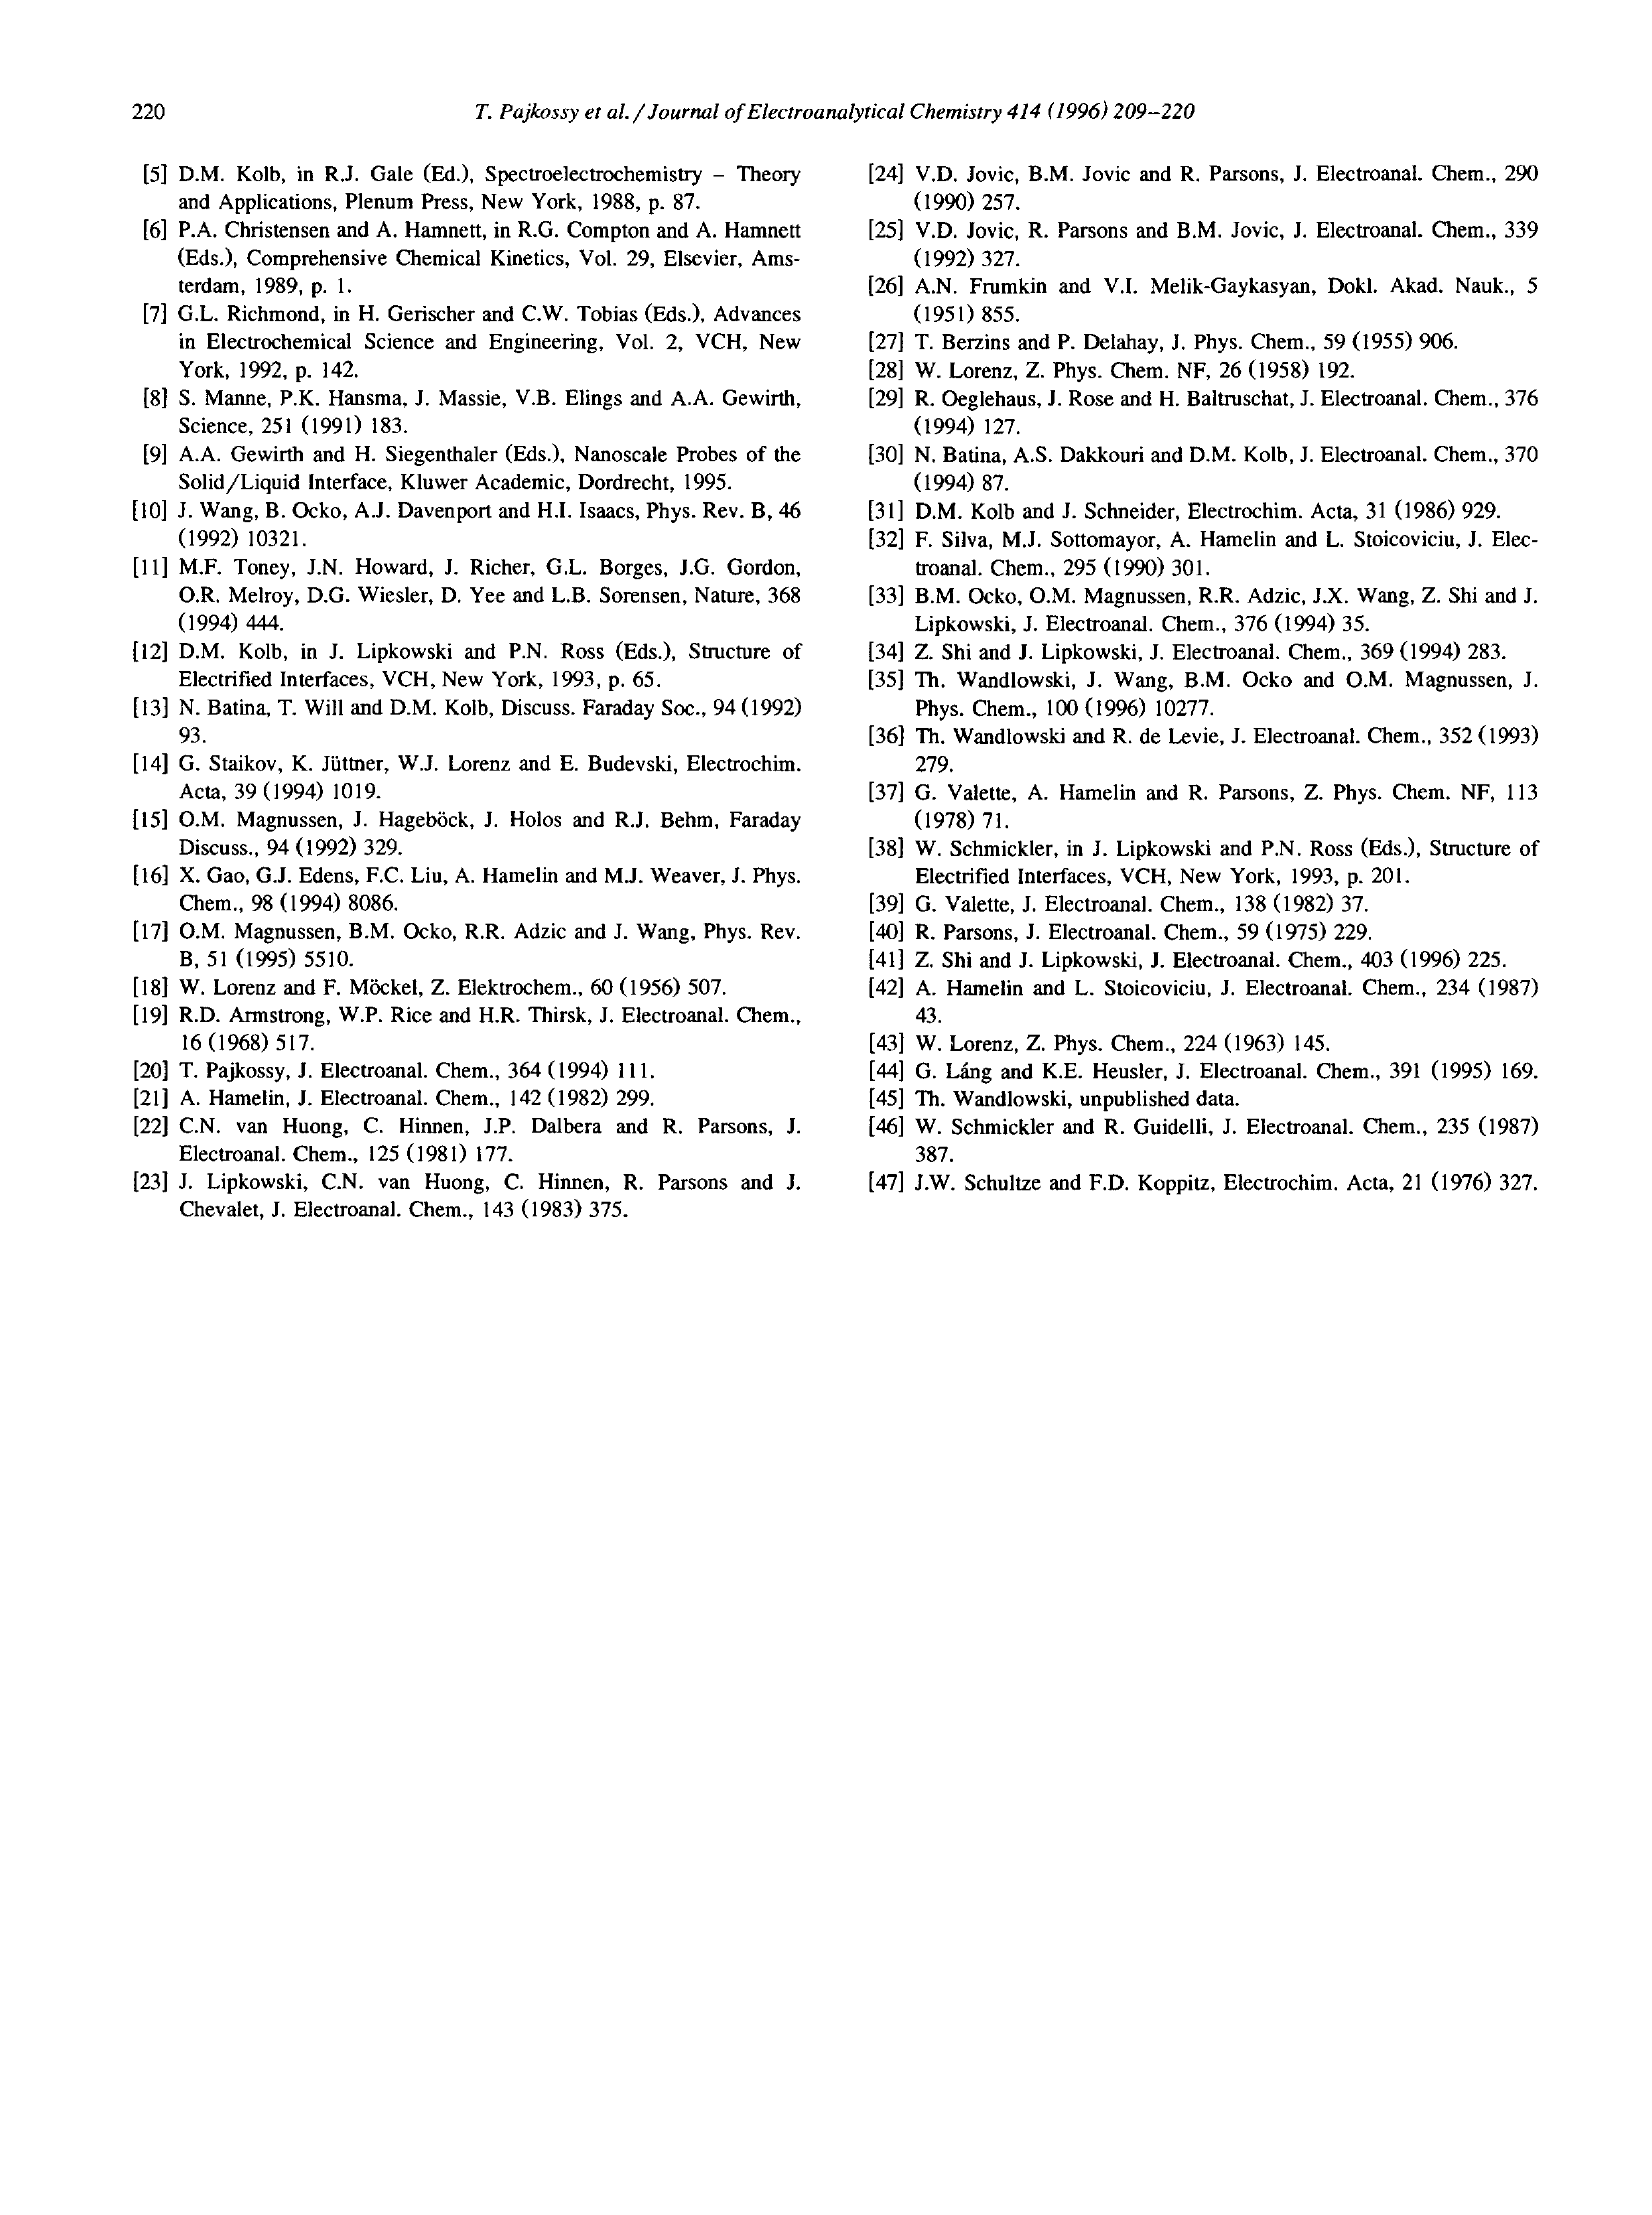 220
T. Pajkossy et al. / Journal of Electroanalytical Chemistry 414 (1996) 209–220
[5] D.M. Kolb, in R.J. Gale (Ed.), Spectroelectrochemistry – Theory
and Applications, Plenum Press, New York, 1988, p. 87.
[6] P.A. Christensen and A. Hamnett, in R.G. Compton and A. Hamnett
(Eds.), Comprehensive Chemical Kinetics, Vol. 29, Elsevier, Ams-
terdam, 1989, p. 1.
[7] G.L. Richmond, in H. Gerischer and C.W. Tobias (Eds.), Advances
in Electrochemical Science and Engineering, Vol. 2, VCH, New
York, 1992, p. 142.
[8] S. Manne, P.K. Hansma, J. Massie, V.B. Elings and A.A. Gewirth,
Science, 251 (1991) 183.
[9] A.A. Gewirth and H. Siegenthaler (Eds.), Nanoscale Probes of the
Solid/Liquid Interface, Kluwer Academic, Dordrecht, 1995.
[10] J. Wang, B. Ocko, A.J. Davenport and H.I. Isaacs, Phys. Rev. B, 46
(1992) 10321.
[11] M.F. Toney, J.N. Howard, J. Richer, G.L. Borges, J.G. Gordon,
O.R. Melroy, D.G. Wiesler, D. Yee and L.B. Sorensen, Nature, 368
(1994) 444.
[12] D.M. Kolb, in J. Lipkowski and P.N. Ross (Eds.), Structure of
Electrified Interfaces, VCH, New York, 1993, p. 65.
[13] N. Batina, T. Will and D.M. Kolb, Discuss. Faraday Soc., 94 (1992)
93.
[14] G. Staikov, K. Jüttner, W.J. Lorenz and E. Budevski, Electrochim.
Acta, 39 (1994) 1019.
[15] O.M. Magnussen, J. Hageböck, J. Holos and R.J. Behm, Faraday
Discuss., 94 (1992) 329.
[16] X. Gao, G.J. Edens, F.C. Liu, A. Hamelin and M.J. Weaver, J. Phys.
Chem., 98 (1994) 8086.
[17] O.M. Magnussen, B.M. Ocko, R.R. Adzic and J. Wang, Phys. Rev.
B, 51 (1995) 5510.
[18] W. Lorenz and F. Möckel, Z. Elektrochem., 60 (1956) 507.
[19] R.D. Armstrong, W.P. Rice and H.R. Thirsk, J. Electroanal. Chem.,
16 (1968) 517.
[20] T. Pajkossy, J. Electroanal. Chem., 364 (1994) 111.
[21] A. Hamelin, J. Electroanal. Chem., 142 (1982) 299.
[22] C.N. van Huong, C. Hinnen, J.P. Dalbera and R. Parsons, J.
Electroanal. Chem., 125 (1981) 177.
[23] J. Lipkowski, C.N. van Huong, C. Hinnen, R. Parsons and J.
Chevalet, J. Electroanal. Chem., 143 (1983) 375.
[24] V.D. Jovic, B.M. Jovic and R. Parsons, J. Electroanal. Chem., 290
(1990) 257.
[25] V.D. Jovic, R. Parsons and B.M. Jovic, J. Electroanal. Chem., 339
(1992) 327.
[26] A.N. Frumkin and V.I. Melik-Gaykasyan, Dokl. Akad. Nauk., 5
(1951) 855.
[27] T. Berzins and P. Delahay, J. Phys. Chem., 59 (1955) 906.
[28] W. Lorenz, Z. Phys. Chem. NF, 26 (1958) 192.
[29] R. Oeglehaus, J. Rose and H. Baltruschat, J. Electroanal. Chem., 376
(1994) 127.
[30] N. Batina, A.S. Dakkouri and D.M. Kolb, J. Electroanal. Chem., 370
(1994) 87.
[31] D.M. Kolb and J. Schneider, Electrochim. Acta, 31 (1986) 929.
[32] F. Silva, M.J. Sottomayor, A. Hamelin and L. Stoicoviciu, J. Elec-
troanal. Chem., 295 (1990) 301.
[33] B.M. Ocko, O.M. Magnussen, R.R. Adzic, J.X. Wang, Z. Shi and J.
Lipkowski, J. Electroanal. Chem., 376 (1994) 35.
[34] Z. Shi and J. Lipkowski, J. Electroanal. Chem., 369 (1994) 283.
[35] Th. Wandlowski, J. Wang, B.M. Ocko and O.M. Magnussen, J.
Phys. Chem., 100 (1996) 10277.
[36] Th. Wandlowski and R. de Levie, J. Electroanal. Chem., 352 (1993)
279.
[37] G. Valette, A. Hamelin and R. Parsons, Z. Phys. Chem. NF, 113
(1978) 71.
[38] W. Schmickler, in J. Lipkowski and P.N. Ross (Eds.), Structure of
Electrified Interfaces, VCH, New York, 1993, p. 201.
[39] G. Valette, J. Electroanal. Chem., 138 (1982) 37.
[40] R. Parsons, J. Electroanal. Chem., 59 (1975) 229.
[41] Z. Shi and J. Lipkowski, J. Electroanal. Chem., 403 (1996) 225.
[42] A. Hamelin and L. Stoicoviciu, J. Electroanal. Chem., 234 (1987)
43.
[43] W. Lorenz, Z. Phys. Chem., 224 (1963) 145.
[44] G. Láng and K.E. Heusler, J. Electroanal. Chem., 391 (1995) 169.
[45] Th. Wandlowski, unpublished data.
[46] W. Schmickler and R. Guidelli, J. Electroanal. Chem., 235 (1987)
387.
[47] J.W. Schultze and F.D. Koppitz, Electrochim. Acta, 21 (1976) 327.